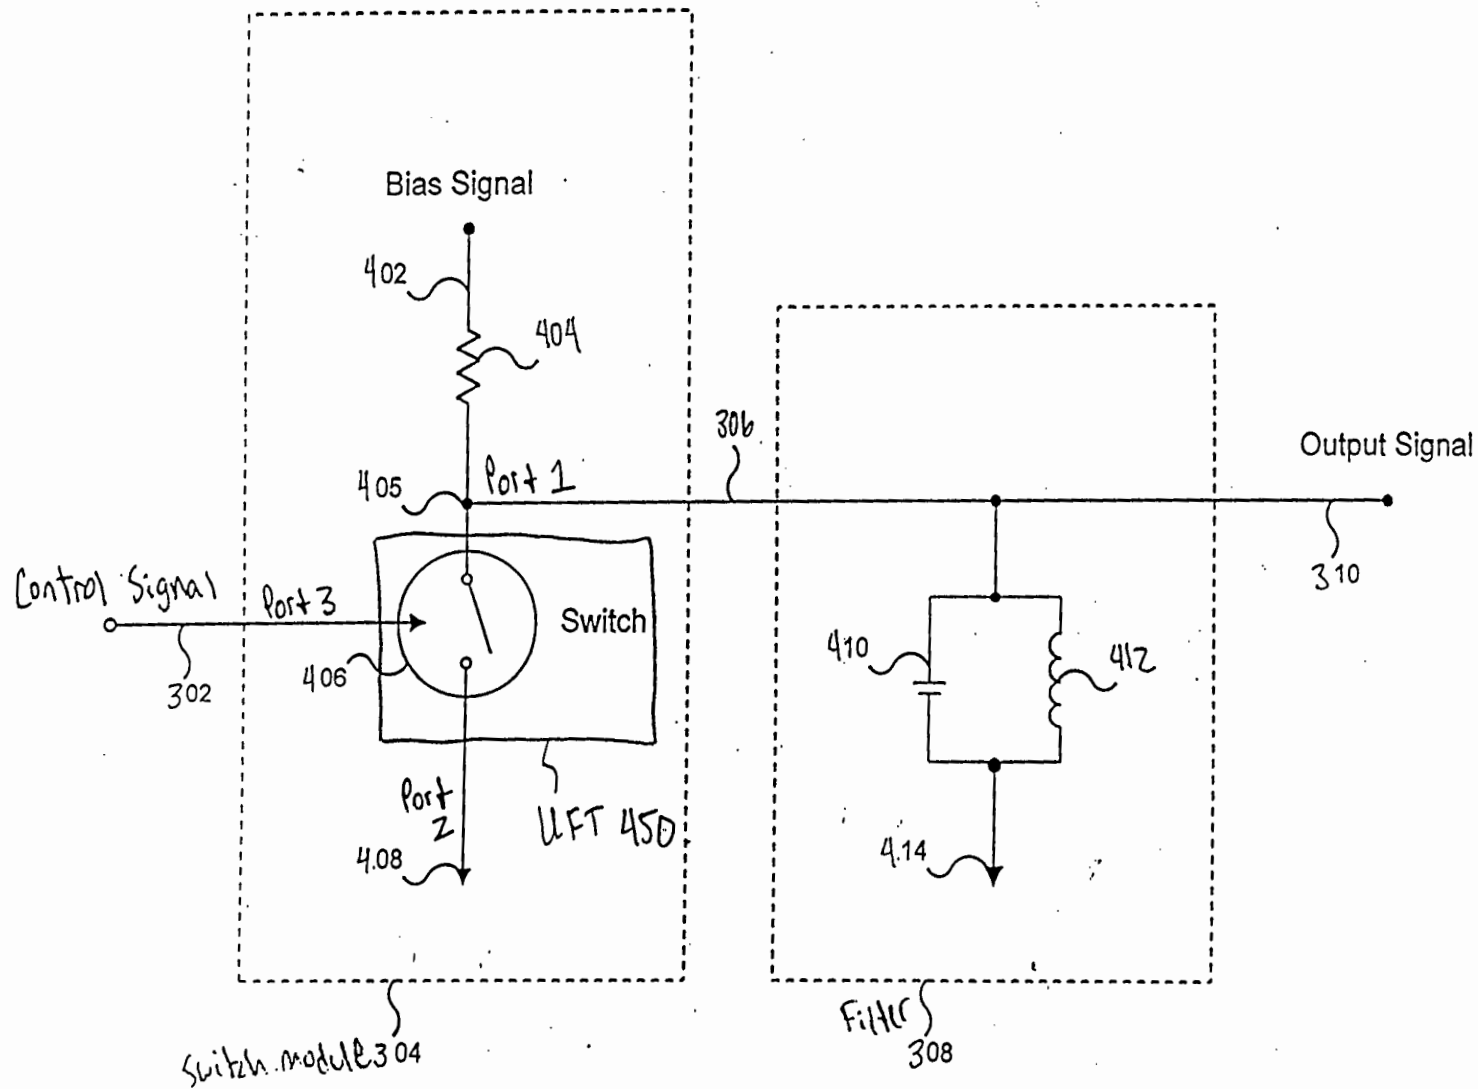 Bias Signal
402
404
306
Output Signal
405
Port 1
310
Control Signal
Port 3
Switch
302
406
410
412
Port
2
UFT 450
4.08
4.14
Switch module 304
Filter
308